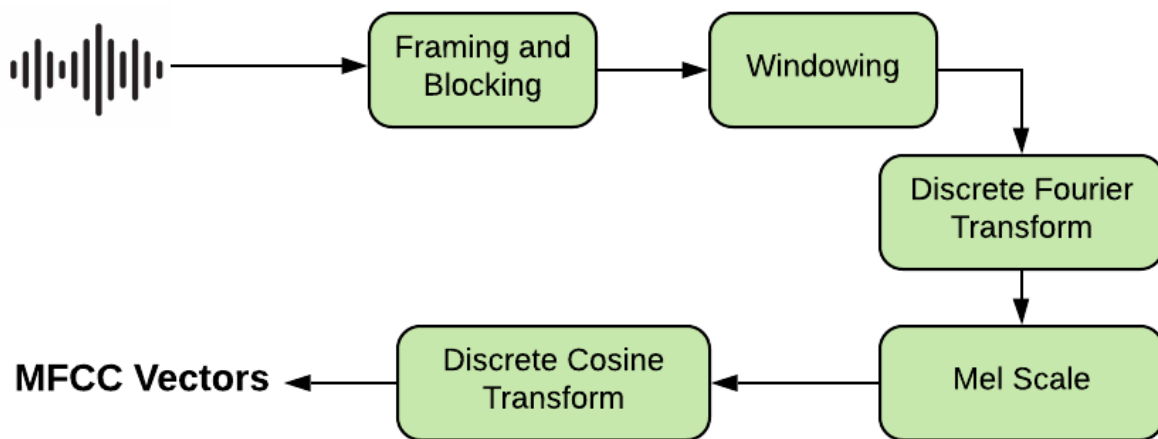 Framing and
Blocking
Windowing
Discrete Fourier
Transform
Mel Scale
Discrete Cosine
Transform
MFCC Vectors